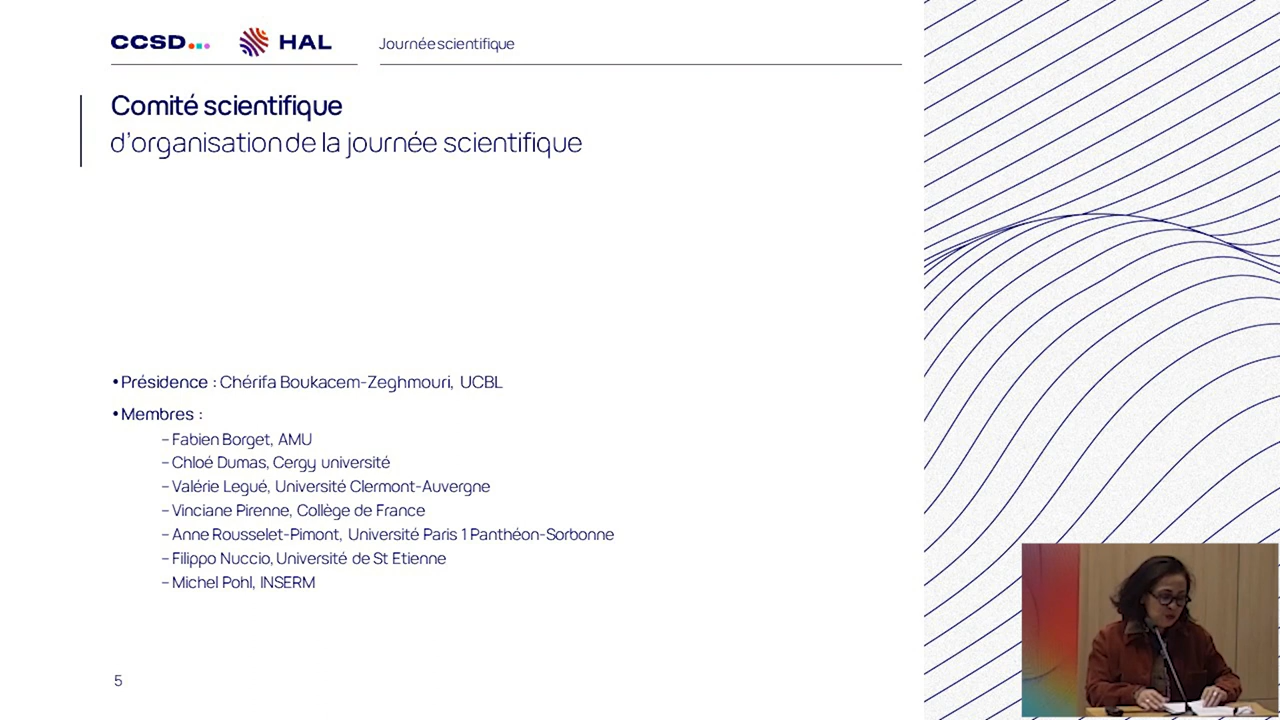 CCSD... HAL Journée scientifique
Comité scientifique
d'organisation de la journée scientifique
• Présidence : Chérifa Boukacem-Zeghmouri, UCBL
• Membres :
– Fabien Borget, AMU
– Chloé Dumas, Cergy université
– Valérie Legué, Université Clermont-Auvergne
– Vinciane Pirenne, Collège de France
– Anne Rousselet-Pimont, Université Paris 1 Panthéon-Sorbonne
– Filippo Nuccio, Université de St Etienne
– Michel Pohl, INSERM
5